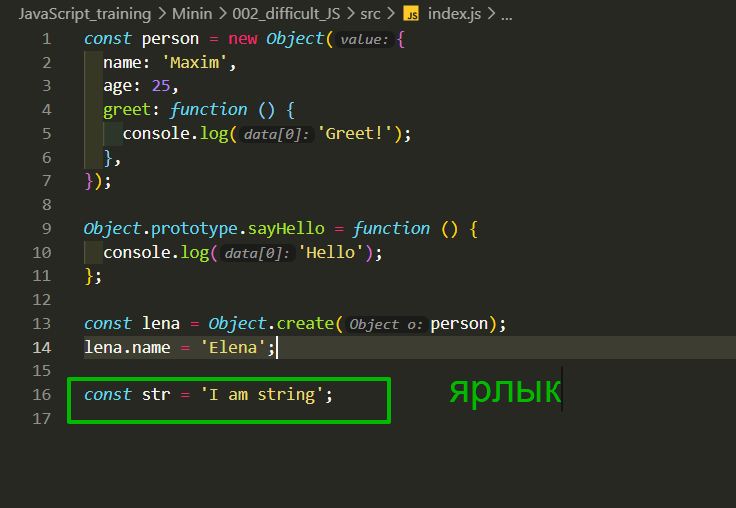 JavaScript_training > Minin > 002_difficult_JS > src > JS index.js > ...
1 const person = new Object( value: {
2 name: 'Maxim',
3 age: 25,
4 greet: function () {
5 console.log( data[0]: 'Greet!');
6 },
7 });
8
9 Object.prototype.sayHello = function () {
10 console.log( data[0]: 'Hello');
11 };
12
13 const lena = Object.create( Object o: person);
14 lena.name = 'Elena';
15
16 const str = 'I am string'; ярлык
17